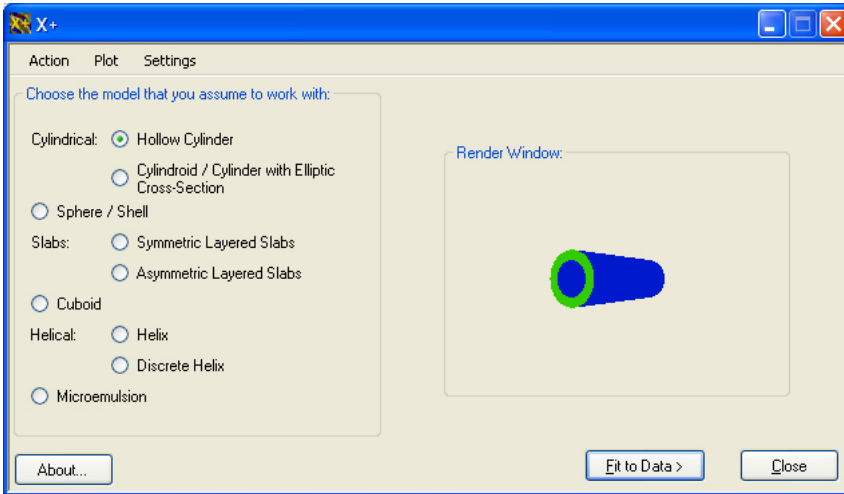 X+
Action Plot Settings
Choose the model that you assume to work with:
Cylindrical: Hollow Cylinder
Cylindroid / Cylinder with Elliptic
Cross-Section
Sphere / Shell
Slabs: Symmetric Layered Slabs
Asymmetric Layered Slabs
Cuboid
Helical: Helix
Discrete Helix
Microemulsion
Render Window:
About... Fit to Data > Close